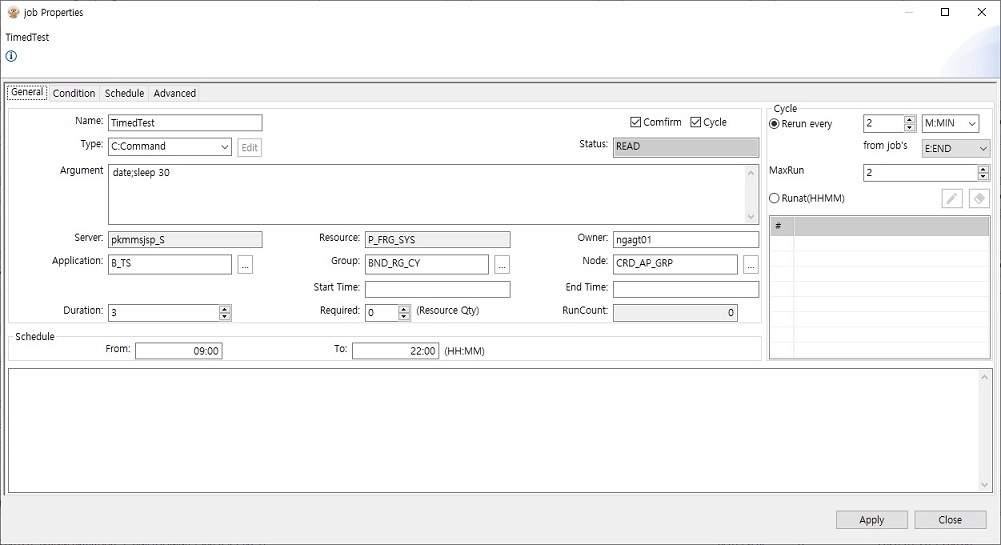 job Properties
TimedTest
General Condition Schedule Advanced
Name: TimedTest Comfirm Cycle
Type: C:Command Edit Status: READ
Argument date;sleep 30
Server: pkmmsjsp_S Resource: P_FRG_SYS Owner: ngagt01
Application: B_TS ... Group: BND_RG_CY ... Node: CRD_AP_GRP ...
Start Time: End Time:
Duration: 3 Required: 0 (Resource Qty) RunCount: 0
Schedule
From: 09:00 To: 22:00 (HH:MM)
Cycle
Rerun every 2 M:MIN
from job's E:END
MaxRun 2
Runat(HHMM)
#
Apply Close